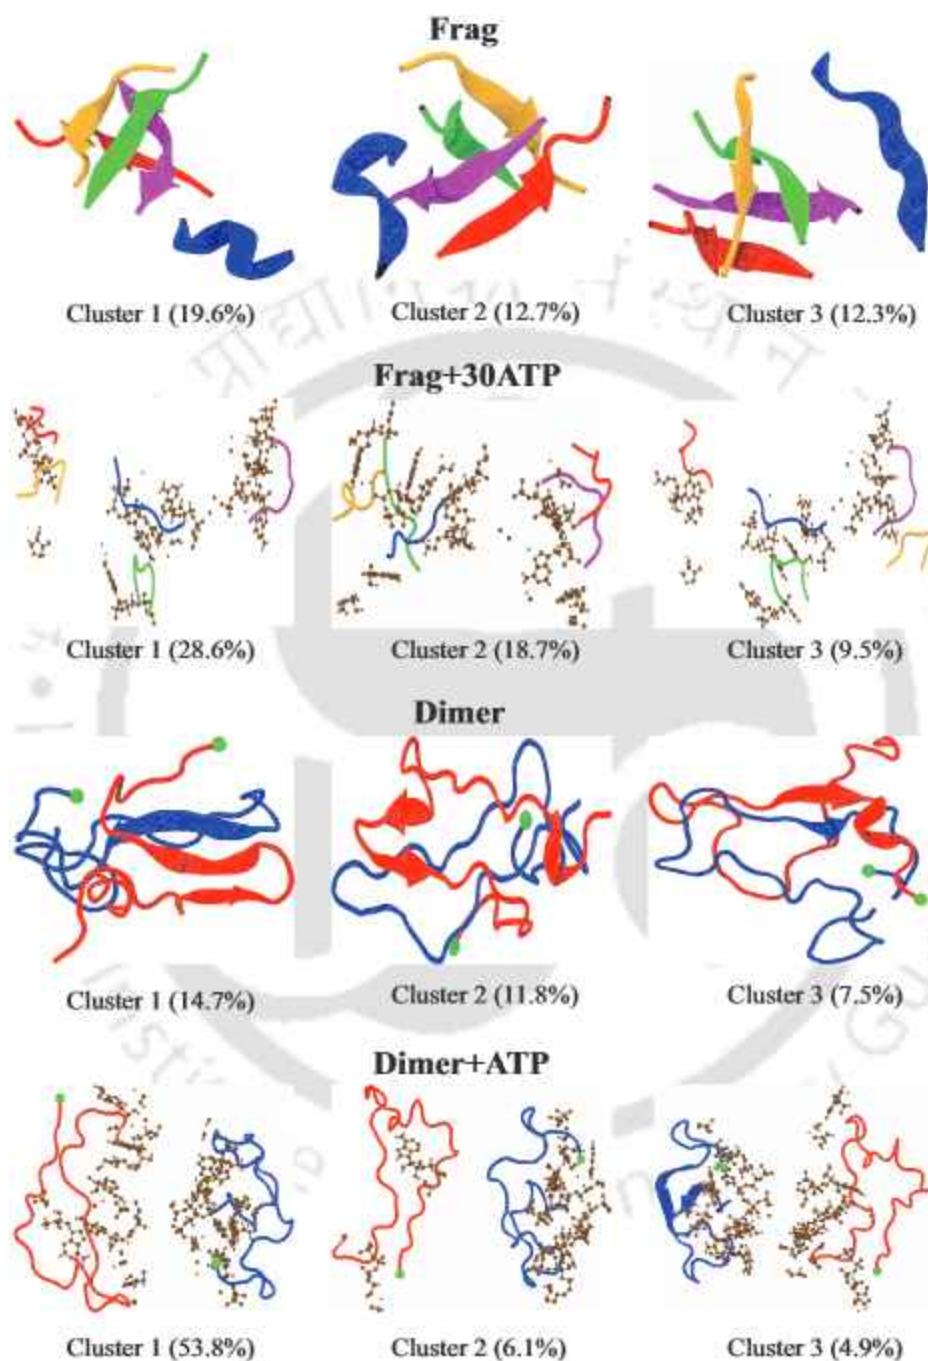 Frag
Cluster 1 (19.6%) Cluster 2 (12.7%) Cluster 3 (12.3%)
Frag+30ATP
Cluster 1 (28.6%) Cluster 2 (18.7%) Cluster 3 (9.5%)
Dimer
Cluster 1 (14.7%) Cluster 2 (11.8%) Cluster 3 (7.5%)
Dimer+ATP
Cluster 1 (53.8%) Cluster 2 (6.1%) Cluster 3 (4.9%)